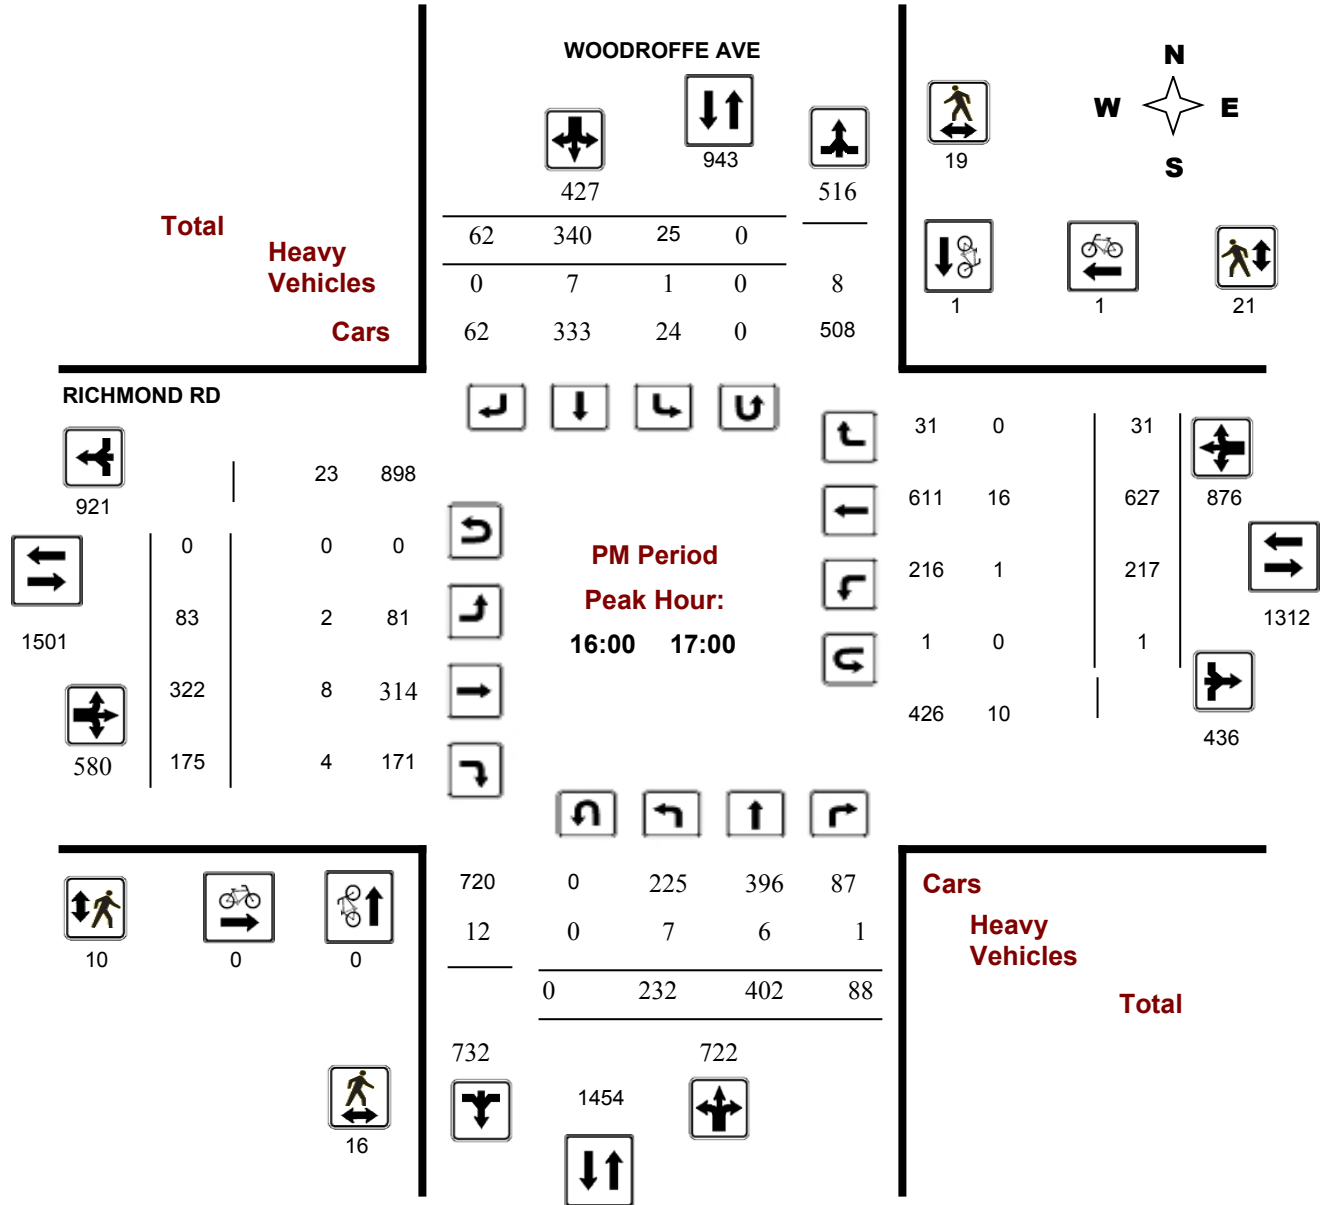 WOODROFFE AVE
N
W E
S
943
19
427 516
Total
62 340 25 0
Heavy
Vehicles
0 7 1 0 8
1 1 21
Cars
62 333 24 0 508
RICHMOND RD
31 0 31
23 898
921
611 16 627 876
0 0 0
PM Period
216 1 217
Peak Hour:
83 2 81
1312
1501
16:00 17:00
1 0 1
322 8 314
426 10
436
580 175 4 171
720 0 225 396 87
Cars
12 0 7 6 1
Heavy
Vehicles
10 0 0
0 232 402 88
Total
732 722
1454
16